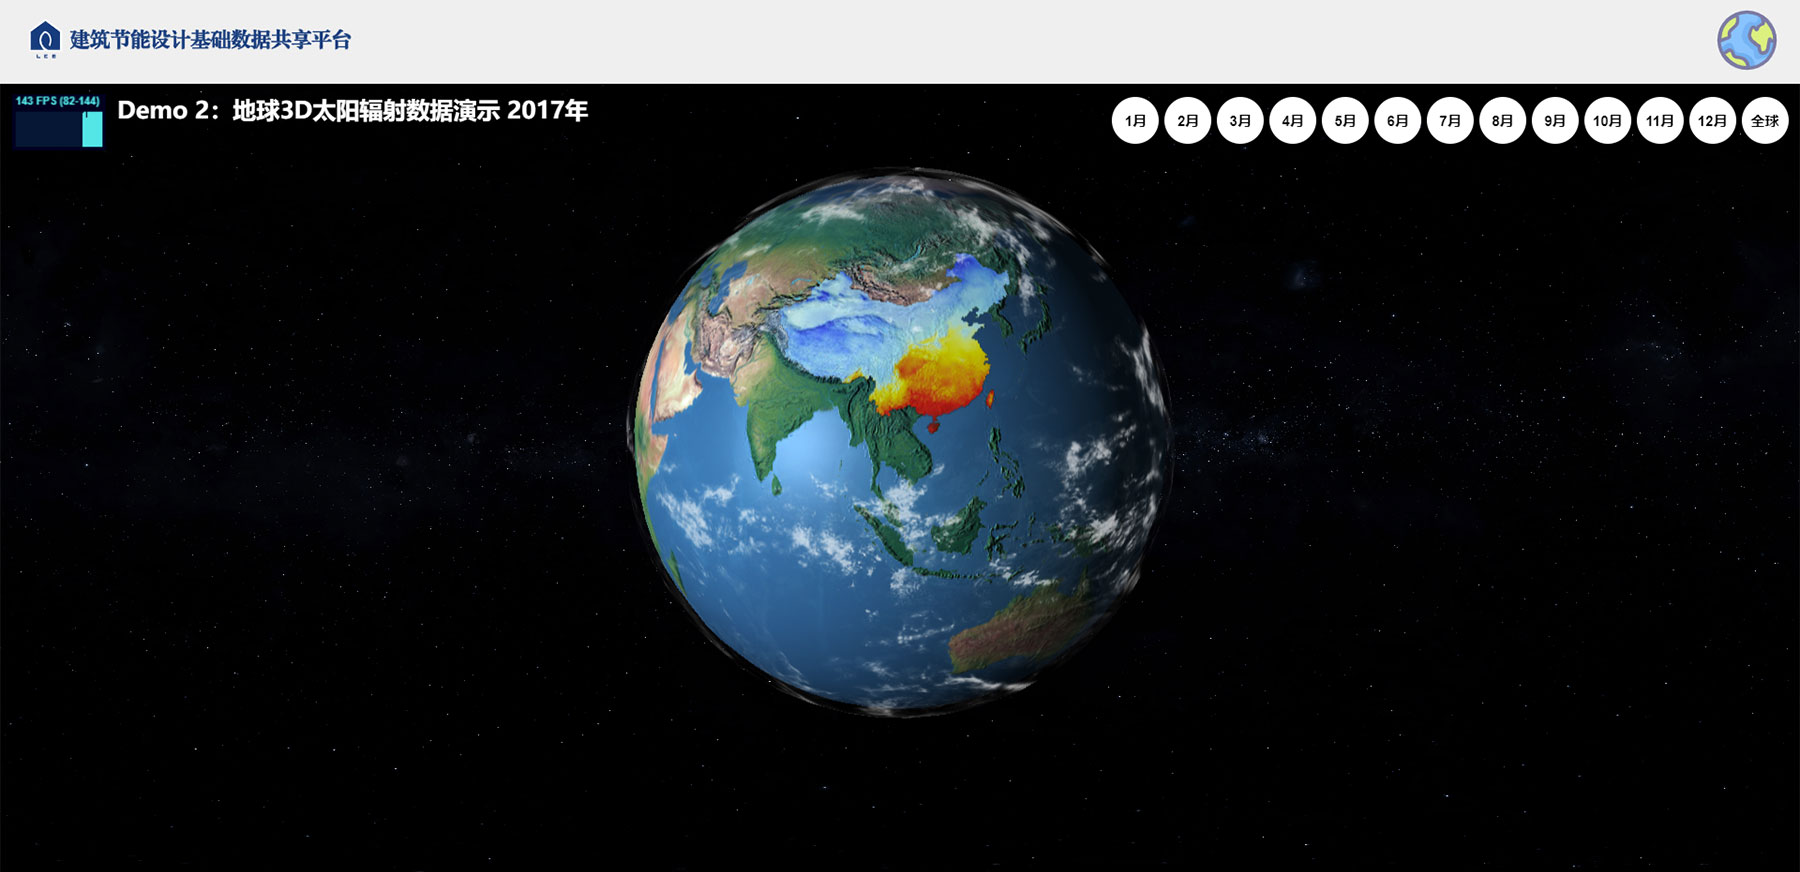 建筑节能设计基础数据共享平台
LCB
143 FPS (82-144)
Demo 2：地球3D太阳辐射数据演示 2017年
1月
2月
3月
4月
5月
6月
7月
8月
9月
10月
11月
12月
全球